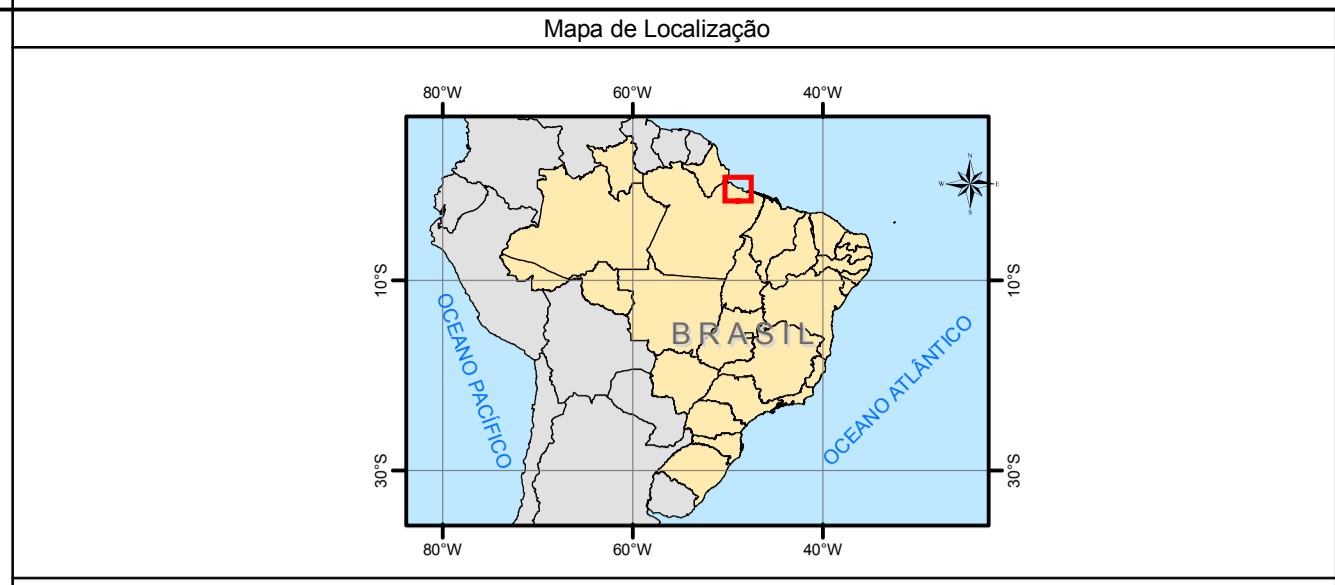 Mapa de Localização
80°W
60°W
40°W
N
W
E
S
10°S
10°S
BRASIL
OCEANO PACÍFICO
OCEANO ATLÂNTICO
30°S
30°S
80°W
60°W
40°W